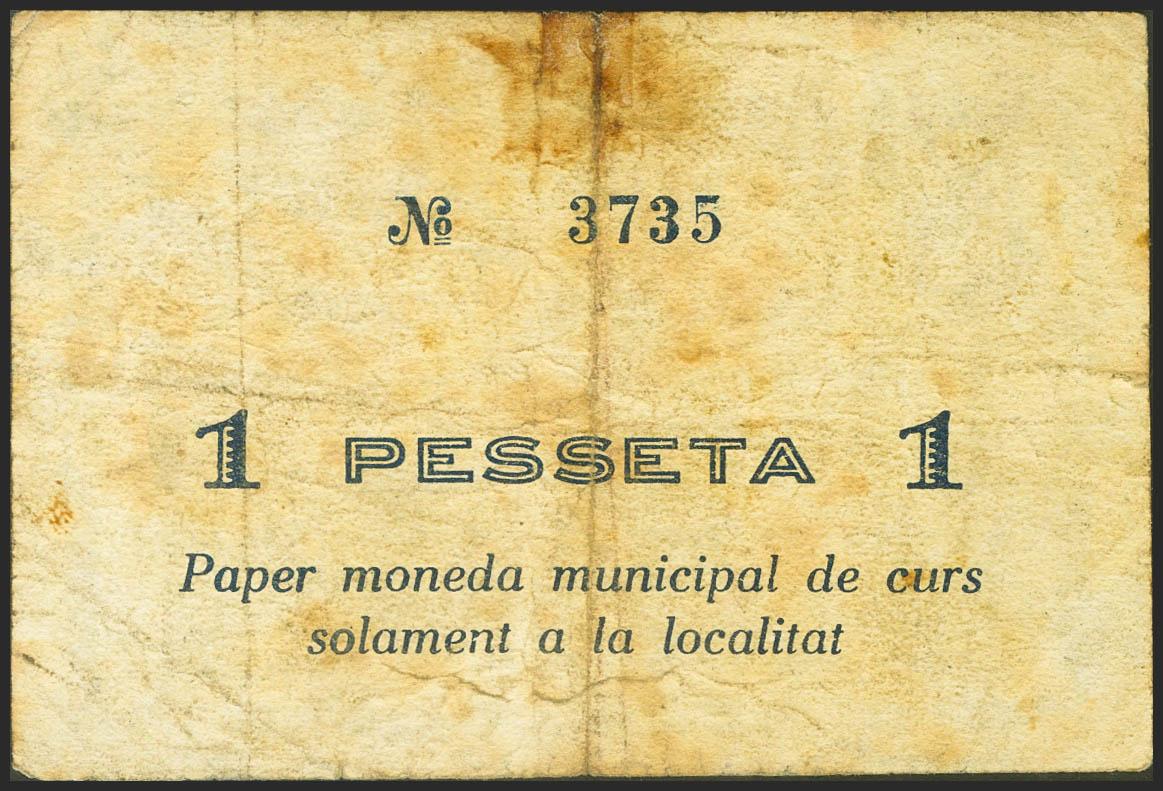 Nº 3735
1 PESSETA 1
Paper moneda municipal de curs
solament a la localitat